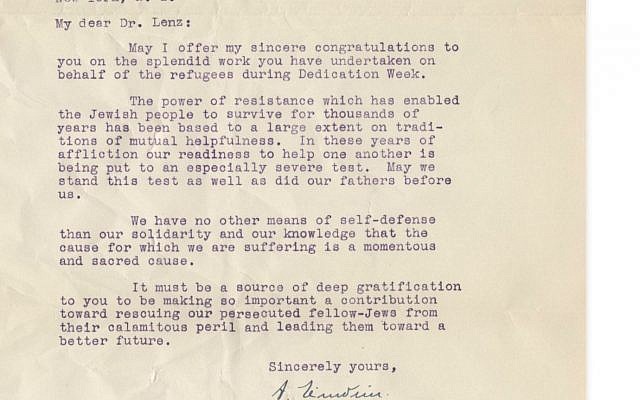 My dear Dr. Lenz:
May I offer my sincere congratulations to
you on the splendid work you have undertaken on
behalf of the refugees during Dedication Week.
The power of resistance which has enabled
the Jewish people to survive for thousands of
years has been based to a large extent on tradi-
tions of mutual helpfulness. In these years of
affliction our readiness to help one another is
being put to an especially severe test. May we
stand this test as well as did our fathers before
us.
We have no other means of self-defense
than our solidarity and our knowledge that the
cause for which we are suffering is a momentous
and sacred cause.
It must be a source of deep gratification
to you to be making so important a contribution
toward rescuing our persecuted fellow-Jews from
their calamitous peril and leading them toward a
better future.
Sincerely yours,